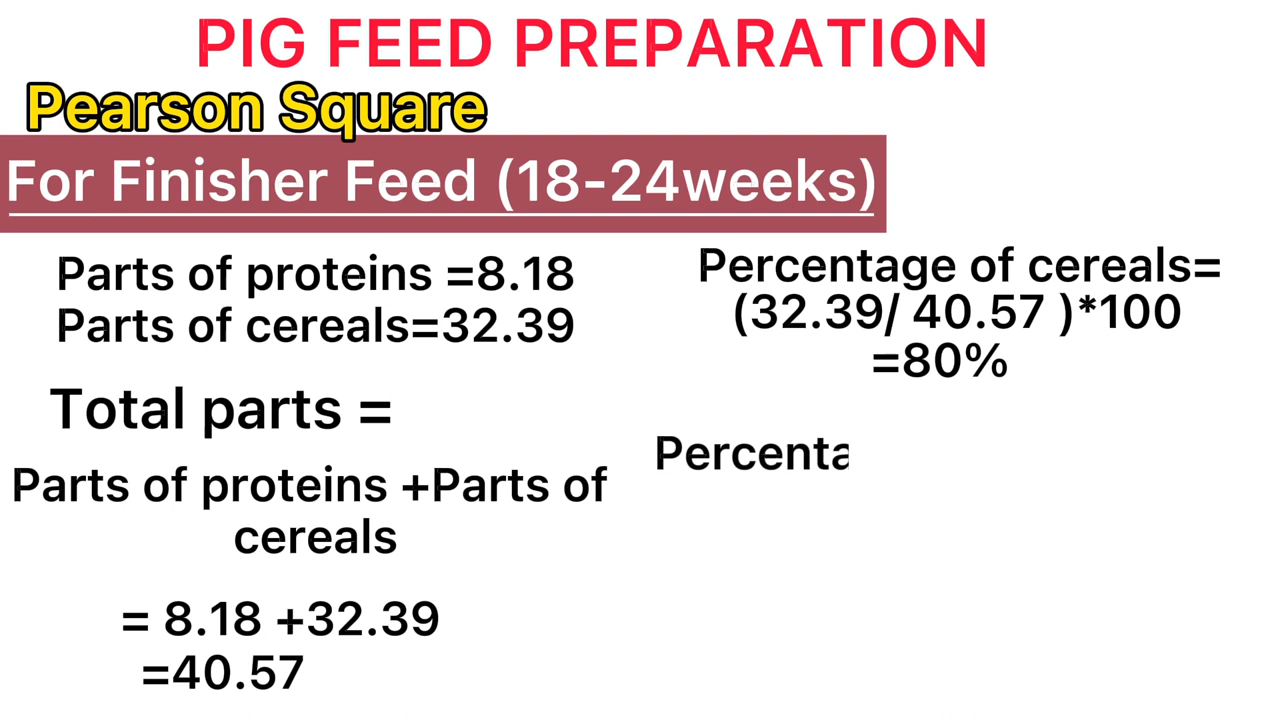 PIG FEED PREPARATION
Pearson Square
For Finisher Feed (18-24weeks)
Parts of proteins =8.18
Parts of cereals=32.39
Total parts =
Parts of proteins +Parts of
cereals
= 8.18 +32.39
=40.57
Percentage of cereals=
(32.39/ 40.57 )*100
=80%
Percenta